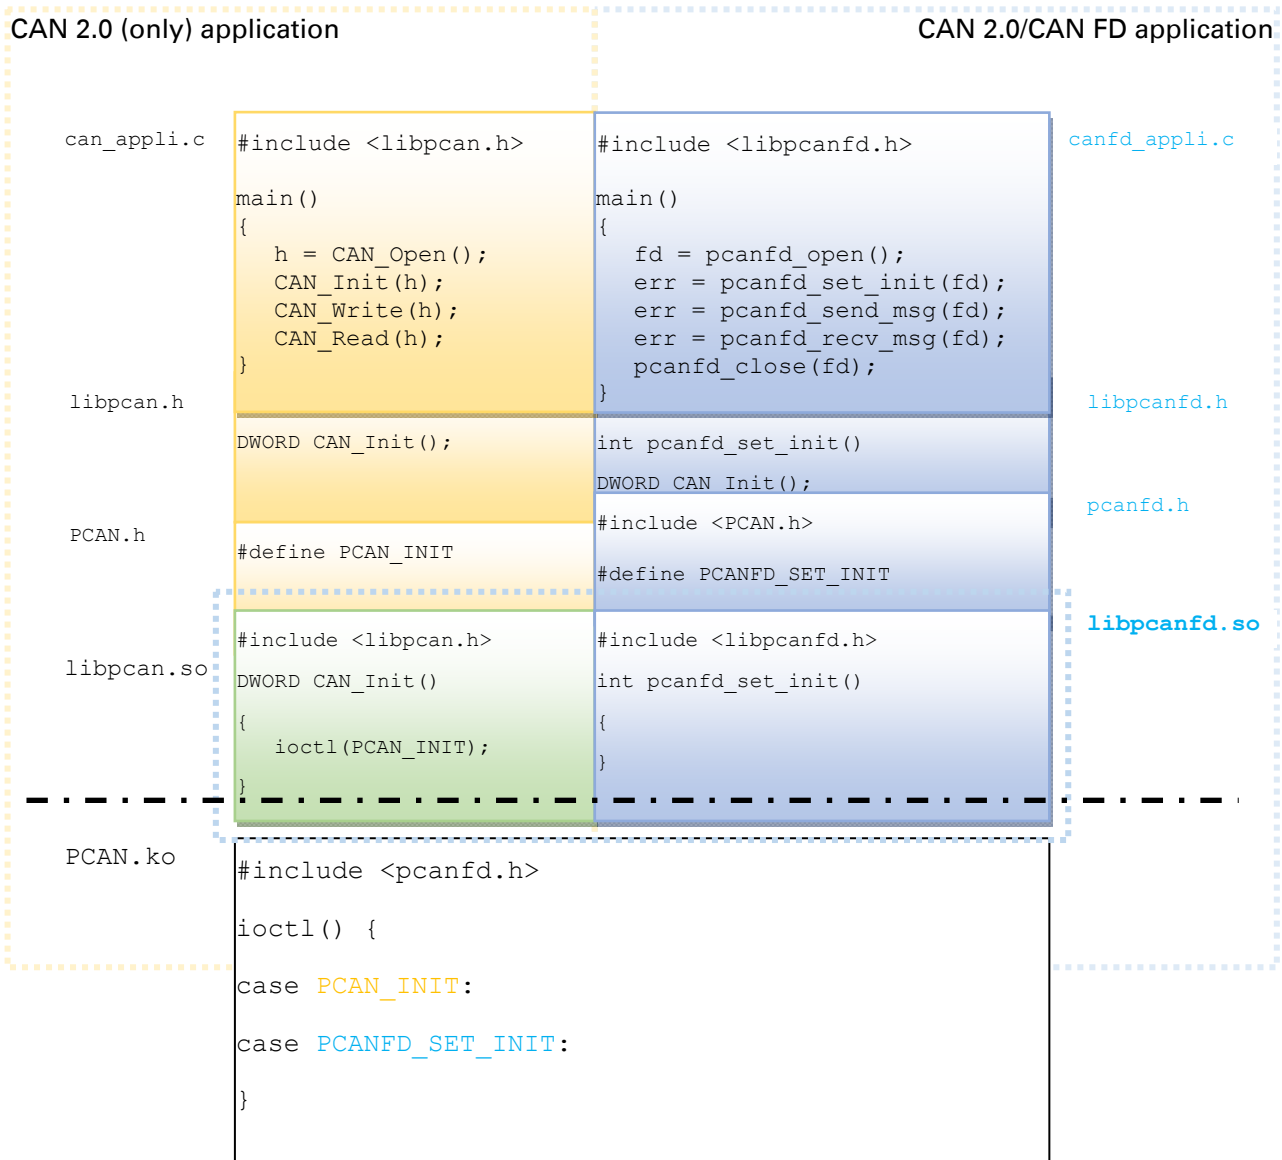 CAN 2.0 (only) application
CAN 2.0/CAN FD application
can_appli.c
#include <libpcan.h>
main()
{
h = CAN_Open();
CAN_Init(h);
CAN_Write(h);
CAN_Read(h);
}
#include <libpcanfd.h>
main()
{
fd = pcanfd_open();
err = pcanfd_set_init(fd);
err = pcanfd_send_msg(fd);
err = pcanfd_recv_msg(fd);
pcanfd_close(fd);
}
canfd_appli.c
libpcan.h
DWORD CAN_Init();
int pcanfd_set_init()
DWORD CAN_Init();
libpcanfd.h
PCAN.h
#define PCAN_INIT
#include <PCAN.h>
#define PCANFD_SET_INIT
pcanfd.h
libpcan.so
#include <libpcan.h>
DWORD CAN_Init()
{
ioctl(PCAN_INIT);
}
#include <libpcanfd.h>
int pcanfd_set_init()
{
}
libpcanfd.so
PCAN.ko
#include <pcanfd.h>
ioctl() {
case PCAN_INIT:
case PCANFD_SET_INIT:
}